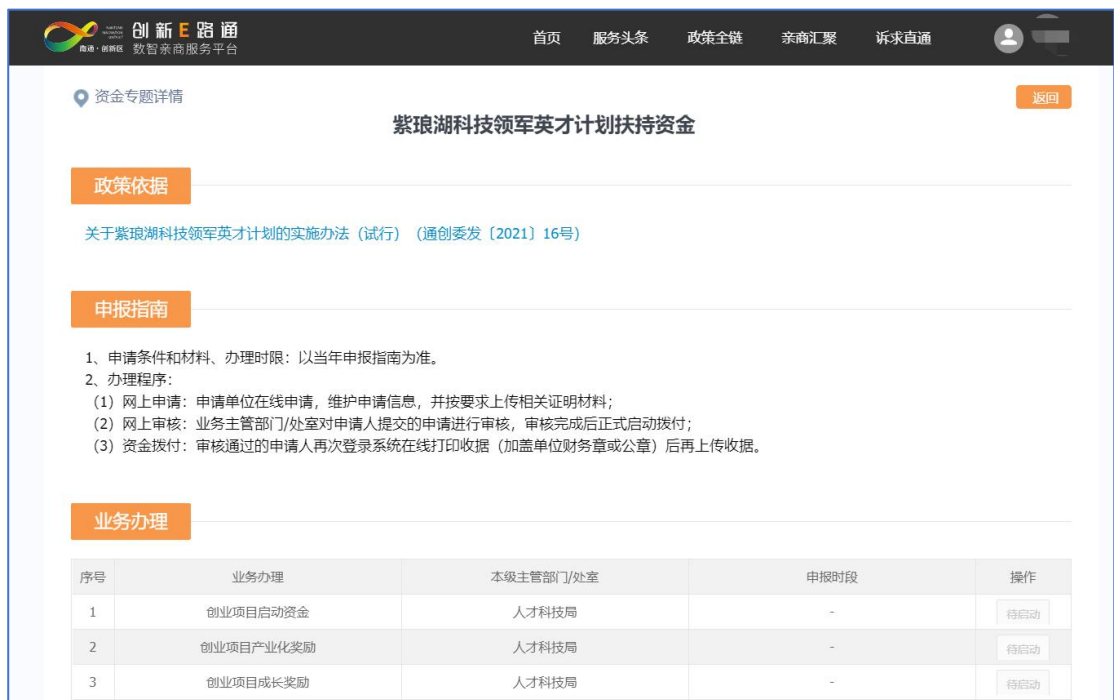 创新E路通
南通·创新区 数智亲商服务平台
首页 服务头条 政策全链 亲商汇聚 诉求直通
资金专题详情
返回
紫琅湖科技领军英才计划扶持资金
政策依据
关于紫琅湖科技领军英才计划的实施办法（试行）（通创委发〔2021〕16号）
申报指南
1、申请条件和材料、办理时限：以当年申报指南为准。
2、办理程序：
（1）网上申请：申请单位在线申请，维护申请信息，并按要求上传相关证明材料；
（2）网上审核：业务主管部门/处室对申请人提交的申请进行审核，审核完成后正式启动拨付；
（3）资金拨付：审核通过的申请人再次登录系统在线打印收据（加盖单位财务章或公章）后再上传收据。
业务办理
序号 业务办理 本级主管部门/处室 申报时段 操作
1 创业项目启动资金 人才科技局 - 待启动
2 创业项目产业化奖励 人才科技局 - 待启动
3 创业项目成长奖励 人才科技局 - 待启动